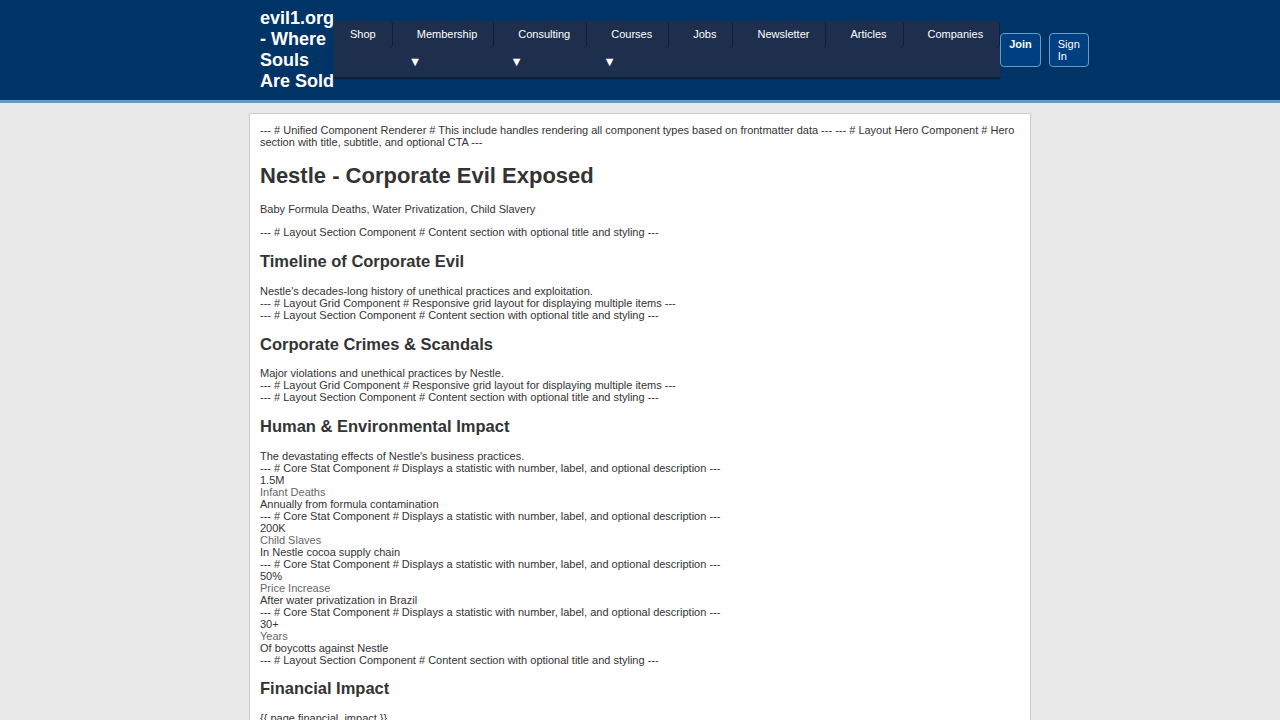 evil1.org
- Where
Souls
Are Sold
Shop Membership Consulting Courses Jobs Newsletter Articles Companies
▼ ▼ ▼
Join Sign
In
--- # Unified Component Renderer # This include handles rendering all component types based on frontmatter data --- --- # Layout Hero Component # Hero
section with title, subtitle, and optional CTA ---
Nestle - Corporate Evil Exposed
Baby Formula Deaths, Water Privatization, Child Slavery
--- # Layout Section Component # Content section with optional title and styling ---
Timeline of Corporate Evil
Nestle's decades-long history of unethical practices and exploitation.
--- # Layout Grid Component # Responsive grid layout for displaying multiple items ---
--- # Layout Section Component # Content section with optional title and styling ---
Corporate Crimes & Scandals
Major violations and unethical practices by Nestle.
--- # Layout Grid Component # Responsive grid layout for displaying multiple items ---
--- # Layout Section Component # Content section with optional title and styling ---
Human & Environmental Impact
The devastating effects of Nestle's business practices.
--- # Core Stat Component # Displays a statistic with number, label, and optional description ---
1.5M
Infant Deaths
Annually from formula contamination
--- # Core Stat Component # Displays a statistic with number, label, and optional description ---
200K
Child Slaves
In Nestle cocoa supply chain
--- # Core Stat Component # Displays a statistic with number, label, and optional description ---
50%
Price Increase
After water privatization in Brazil
--- # Core Stat Component # Displays a statistic with number, label, and optional description ---
30+
Years
Of boycotts against Nestle
--- # Layout Section Component # Content section with optional title and styling ---
Financial Impact
{{ page.financial_impact }}